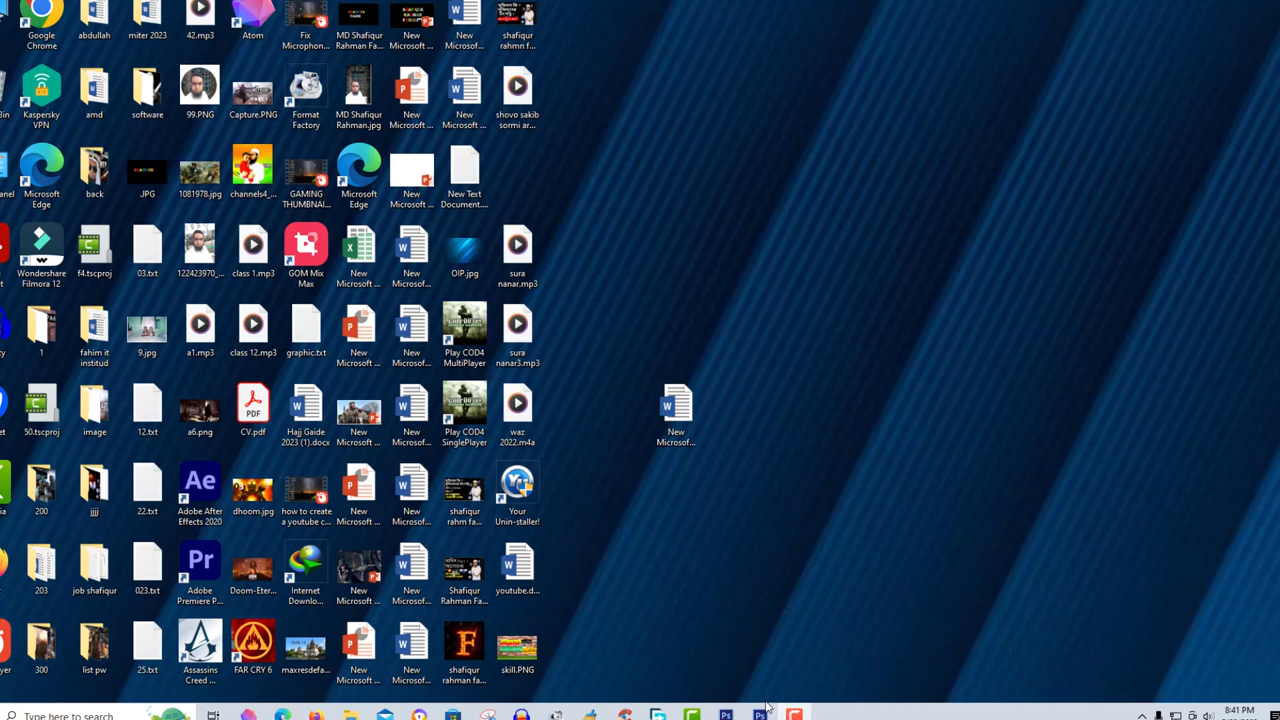 Google
Chrome
abdullah
miter 2023
42.mp3
Atom
Fix
Microphon...
MD Shafiqur
Rahman Fa...
New
Microsoft ...
New
Microsof...
shafiqur
rahmn f...
Kaspersky
VPN
amd
software
99.PNG
Capture.PNG
Format
Factory
MD Shafiqur
Rahman.jpg
New
Microsoft ...
New
Microsof...
shovo sakib
sormi ar...
Microsoft
Edge
back
.JPG
1081978.jpg
channels4_...
GAMING
THUMBNAI...
Microsoft
Edge
New
Microsoft ...
New Text
Document....
Wondershare
Filmora 12
f4.tscproj
03.txt
122423970_...
class 1.mp3
GOM Mix
Max
New
Microsoft ...
New
Microsof...
OIP.jpg
sura
nanar.mp3
1
fahim it
institud
9.jpg
a1.mp3
class 12.mp3
graphic.txt
New
Microsoft ...
New
Microsof...
Play COD4
MultiPlayer
sura
nanar3.mp3
50.tscproj
image
12.txt
a6.png
PDF
CV.pdf
Hajj Gaide
2023 (1).docx
New
Microsoft ...
New
Microsof...
Play COD4
SinglePlayer
waz
2022.m4a
New
Microsof...
200
jjjj
22.txt
Ae
Adobe After
Effects 2020
dhoom.jpg
how to create
a youtube c...
New
Microsoft ...
New
Microsof...
shafiqur
rahm fa...
Your
Unin-staller!
203
job shafiqur
023.txt
Pr
Adobe
Premiere P...
Doom-Eter...
Internet
Downlo...
New
Microsoft ...
New
Microsof...
Shafiqur
Rahman Fa...
youtube.d...
300
list pw
25.txt
Assassins
Creed ...
FAR CRY 6
maxresdefa...
New
Microsoft ...
New
Microsof...
F
shafiqur
rahman fa...
skill.PNG
Type here to search
8:41 PM